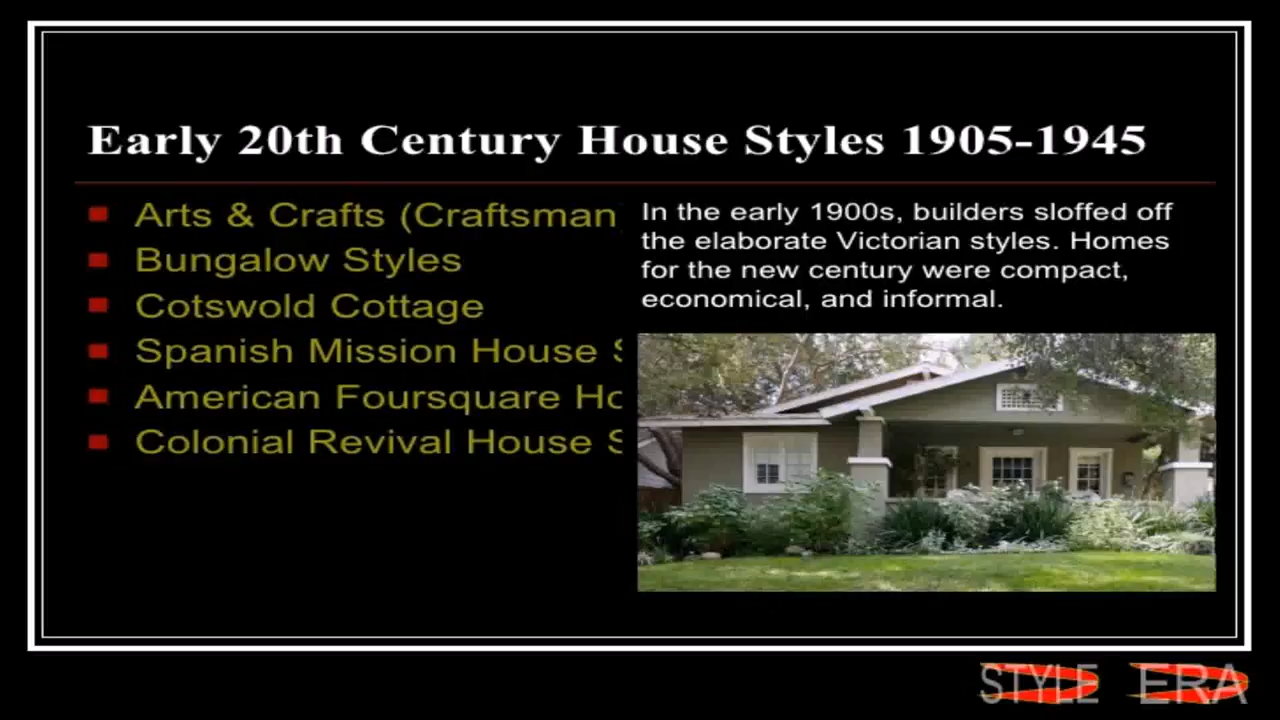 Early 20th Century House Styles 1905-1945
Arts & Crafts (Craftsman)
Bungalow Styles
Cotswold Cottage
Spanish Mission House S
American Foursquare Ho
Colonial Revival House S
In the early 1900s, builders sloffed off
the elaborate Victorian styles. Homes
for the new century were compact,
economical, and informal.
STYLE ERA